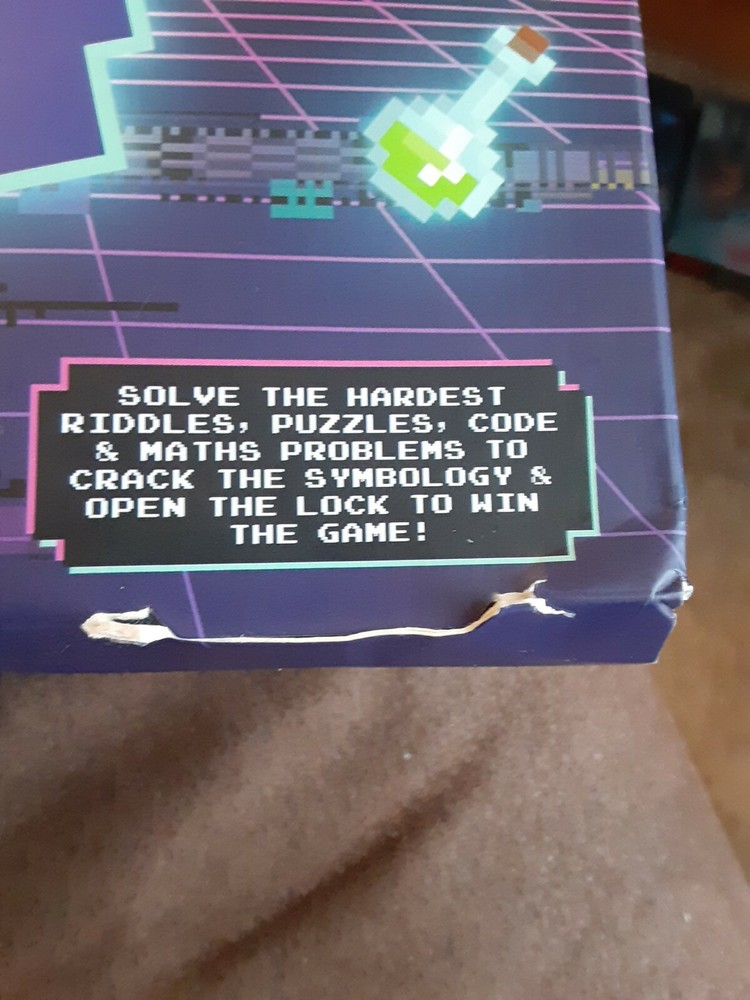 SOLVE THE HARDEST
RIDDLES, PUZZLES, CODE
& MATHS PROBLEMS TO
CRACK THE SYMBOLOGY &
OPEN THE LOCK TO WIN
THE GAME!